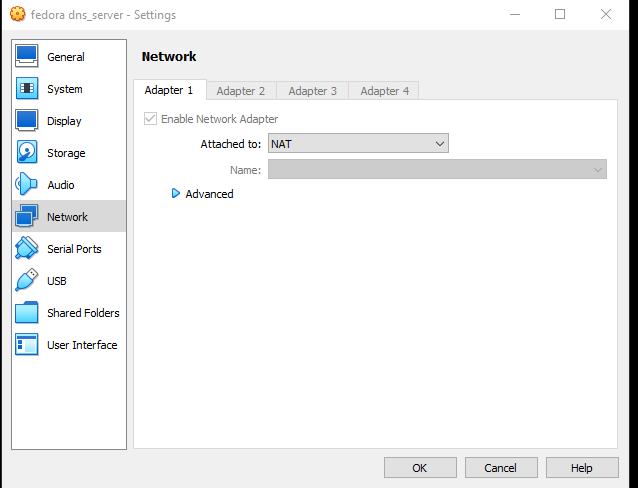 fedora dns_server - Settings
General
System
Display
Storage
Audio
Network
Serial Ports
USB
Shared Folders
User Interface
Network
Adapter 1 Adapter 2 Adapter 3 Adapter 4
Enable Network Adapter
Attached to: NAT
Name:
Advanced
OK Cancel Help